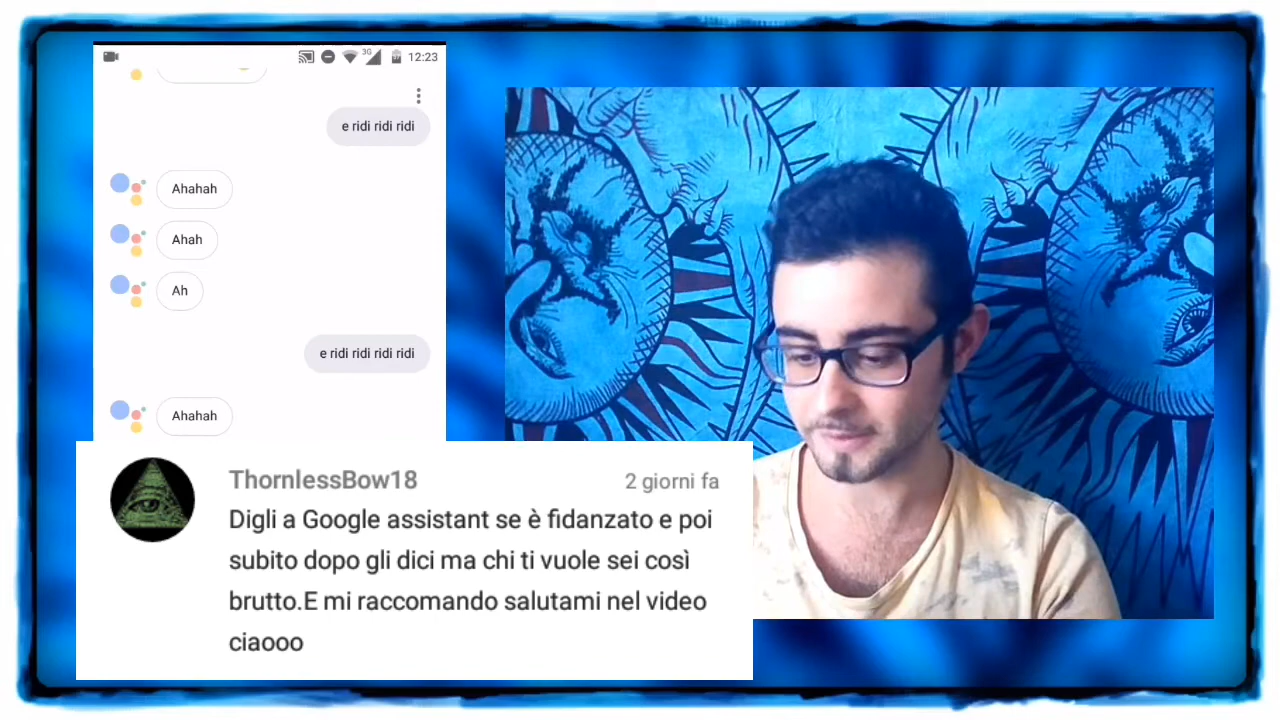 3G 12:23
e ridi ridi ridi
Ahahah
Ahah
Ah
e ridi ridi ridi ridi
Ahahah
ThornlessBow18 2 giorni fa
Digli a Google assistant se è fidanzato e poi
subito dopo gli dici ma chi ti vuole sei così
brutto.E mi raccomando salutami nel video
ciaooo